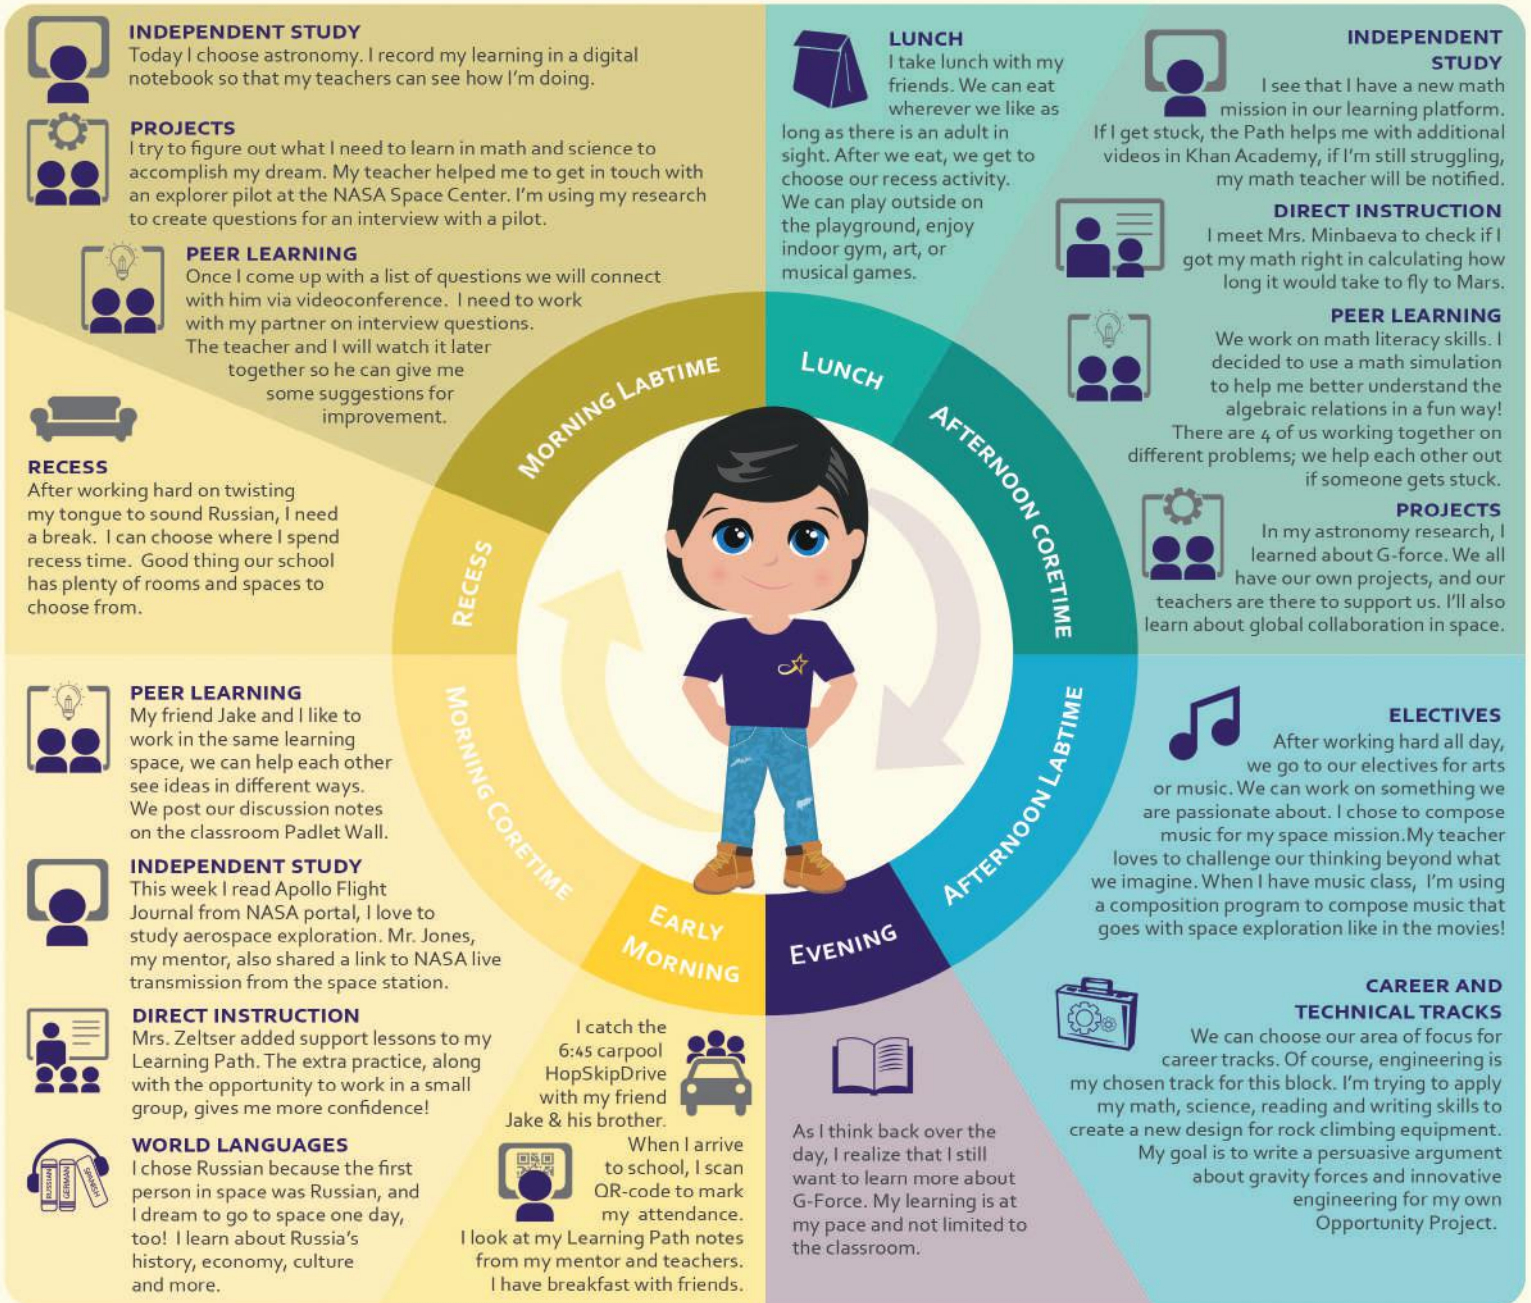 INDEPENDENT STUDY
Today I choose astronomy. I record my learning in a digital
notebook so that my teachers can see how I’m doing.
PROJECTS
I try to figure out what I need to learn in math and science to
accomplish my dream. My teacher helped me to get in touch with
an explorer pilot at the NASA Space Center. I’m using my research
to create questions for an interview with a pilot.
PEER LEARNING
Once I come up with a list of questions we will connect
with him via videoconference. I need to work
with my partner on interview questions.
The teacher and I will watch it later
together so he can give me
some suggestions for
improvement.
LUNCH
I take lunch with my
friends. We can eat
wherever we like as
long as there is an adult in
sight. After we eat, we get to
choose our recess activity.
We can play outside on
the playground, enjoy
indoor gym, art, or
musical games.
INDEPENDENT
STUDY
I see that I have a new math
mission in our learning platform.
If I get stuck, the Path helps me with additional
videos in Khan Academy, if I’m still struggling,
my math teacher will be notified.
DIRECT INSTRUCTION
I meet Mrs. Minbaeva to check if I
got my math right in calculating how
long it would take to fly to Mars.
PEER LEARNING
We work on math literacy skills. I
decided to use a math simulation
to help me better understand the
algebraic relations in a fun way!
There are 4 of us working together on
different problems; we help each other out
if someone gets stuck.
PROJECTS
In my astronomy research, I
learned about G-force. We all
have our own projects, and our
teachers are there to support us. I’ll also
learn about global collaboration in space.
RECESS
After working hard on twisting
my tongue to sound Russian, I need
a break. I can choose where I spend
recess time. Good thing our school
has plenty of rooms and spaces to
choose from.
MORNING LABTIME
LUNCH
AFTERNOON CORETIME
RECESS
MORNING CORETIME
AFTERNOON LABTIME
EARLY
MORNING
EVENING
PEER LEARNING
My friend Jake and I like to
work in the same learning
space, we can help each other
see ideas in different ways.
We post our discussion notes
on the classroom Padlet Wall.
INDEPENDENT STUDY
This week I read Apollo Flight
Journal from NASA portal, I love to
study aerospace exploration. Mr. Jones,
my mentor, also shared a link to NASA live
transmission from the space station.
DIRECT INSTRUCTION
Mrs. Zeltser added support lessons to my
Learning Path. The extra practice, along
with the opportunity to work in a small
group, gives me more confidence!
WORLD LANGUAGES
I chose Russian because the first
person in space was Russian, and
I dream to go to space one day,
too! I learn about Russia’s
history, economy, culture
and more.
RUSSIAN
GERMAN
SPANISH
I catch the
6:45 carpool
HopSkipDrive
with my friend
Jake & his brother.
When I arrive
to school, I scan
QR-code to mark
my attendance.
I look at my Learning Path notes
from my mentor and teachers.
I have breakfast with friends.
As I think back over the
day, I realize that I still
want to learn more about
G-Force. My learning is at
my pace and not limited to
the classroom.
ELECTIVES
After working hard all day,
we go to our electives for arts
or music. We can work on something we
are passionate about. I chose to compose
music for my space mission.My teacher
loves to challenge our thinking beyond what
we imagine. When I have music class, I’m using
a composition program to compose music that
goes with space exploration like in the movies!
CAREER AND
TECHNICAL TRACKS
We can choose our area of focus for
career tracks. Of course, engineering is
my chosen track for this block. I’m trying to apply
my math, science, reading and writing skills to
create a new design for rock climbing equipment.
My goal is to write a persuasive argument
about gravity forces and innovative
engineering for my own
Opportunity Project.